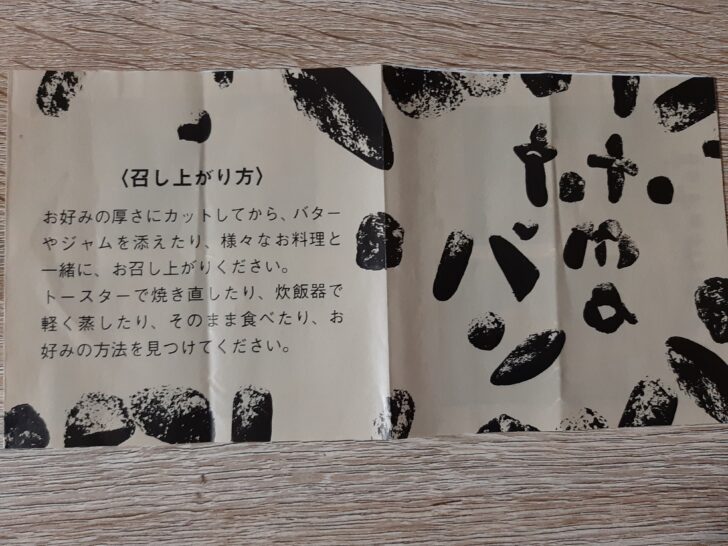 〈召し上がり方〉
お好みの厚さにカットしてから、バター
やジャムを添えたり、様々なお料理と
一緒に、お召し上がりください。
トースターで焼き直したり、炊飯器で
軽く蒸したり、そのまま食べたり、お
好みの方法を見つけてください。
t.t.
ma
パン